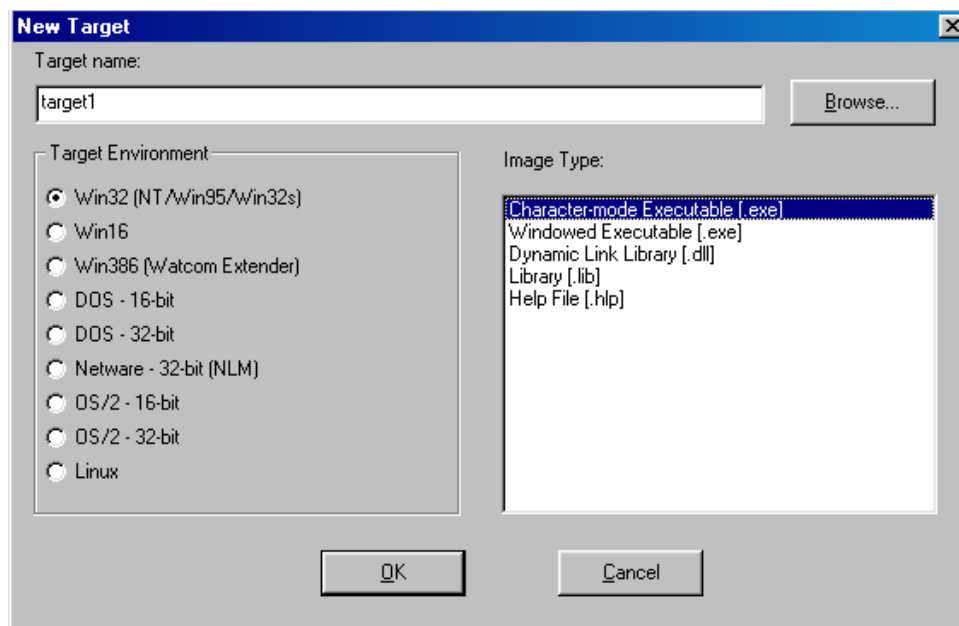 New Target
Target name:
target1
Browse...
Target Environment
Win32 (NT/Win95/Win32s)
Win16
Win386 (Watcom Extender)
DOS - 16-bit
DOS - 32-bit
Netware - 32-bit (NLM)
OS/2 - 16-bit
OS/2 - 32-bit
Linux
Image Type:
Character-mode Executable [.exe]
Windowed Executable [.exe]
Dynamic Link Library [.dll]
Library [.lib]
Help File [.hlp]
OK
Cancel